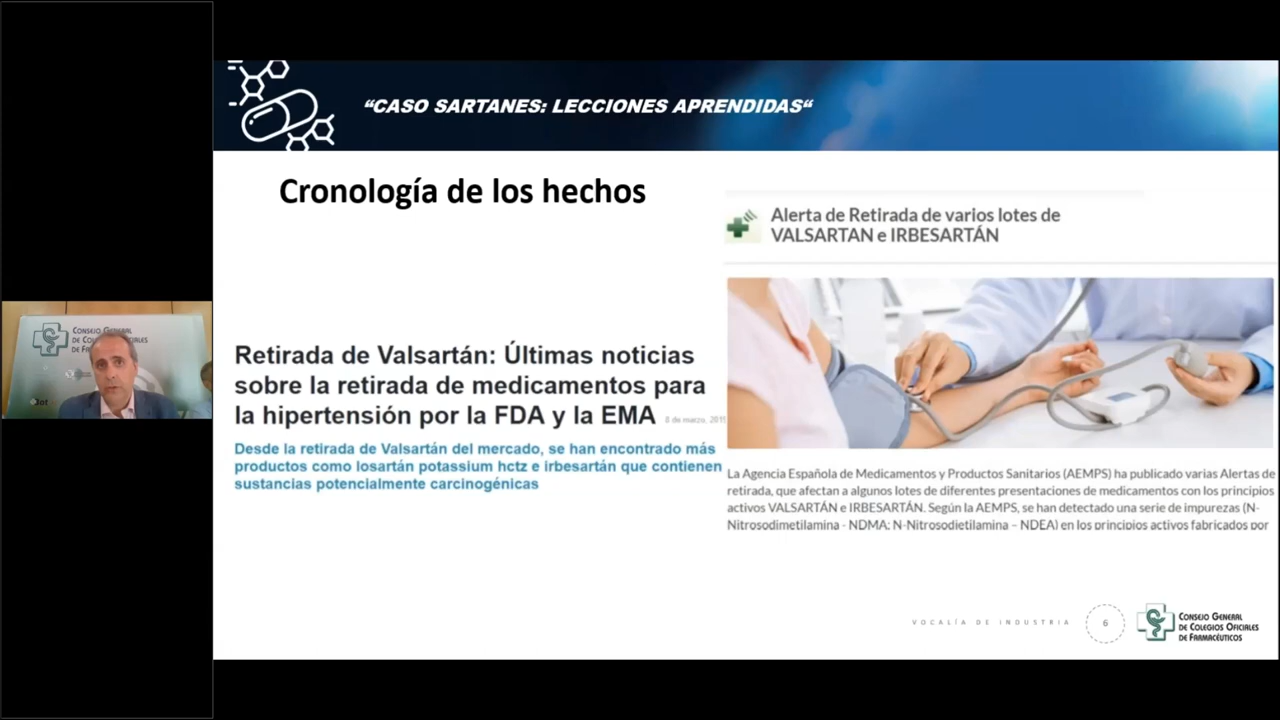 “CASO SARTANES: LECCIONES APRENDIDAS“
Cronología de los hechos
Alerta de Retirada de varios lotes de
VALSARTAN e IRBESARTÁN
Retirada de Valsartán: Últimas noticias
sobre la retirada de medicamentos para
la hipertensión por la FDA y la EMA
8 de marzo,
Desde la retirada de Valsartán del mercado, se han encontrado más
productos como losartán potassium hctz e irbesartán que contienen
sustancias potencialmente carcinogénicas
La Agencia Española de Medicamentos y Productos Sanitarios (AEMPS) ha publicado varias Alertas de
retirada, que afectan a algunos lotes de diferentes presentaciones de medicamentos con los principios
activos VALSARTÁN e IRBESARTÁN. Según la AEMPS, se han detectado una serie de impurezas (N-
Nitrosodimetilamina - NDMA; N-Nitrosodietilamina – NDEA) en los principios activos fabricados por
CONSEJO GENERAL
DE
VOCALÍA DE INDUSTRIA
6
CONSEJO GENERAL
DE COLEGIOS OFICIALES
DE FARMACÉUTICOS